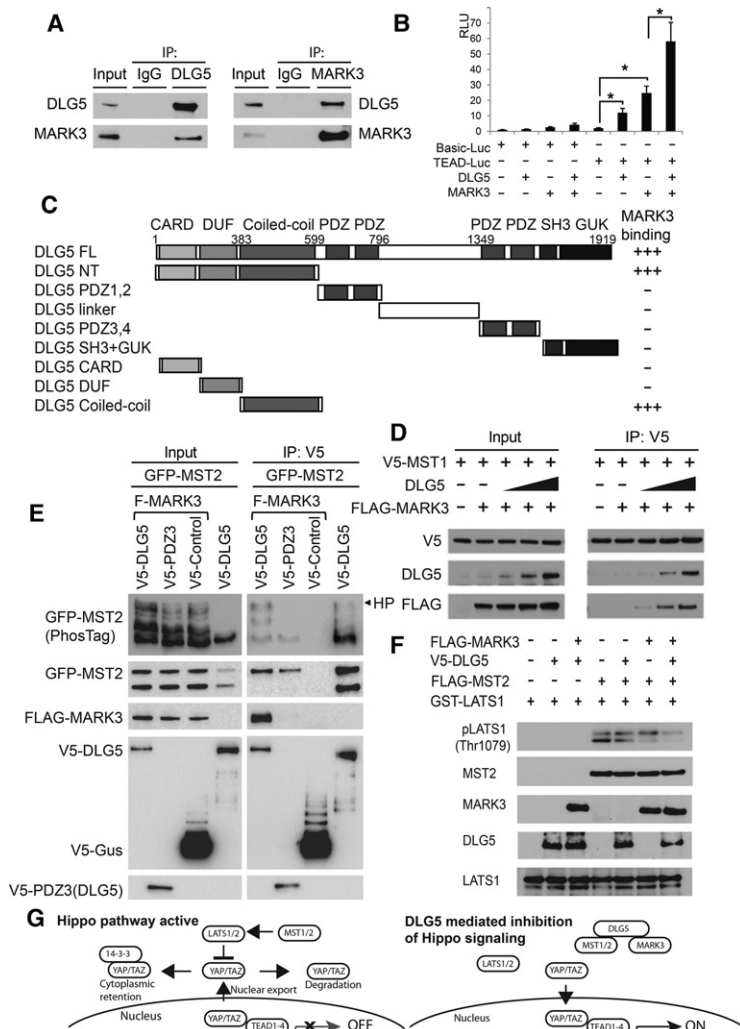 A
IP:
IP:
Input IgG DLG5
Input IgG MARK3
DLG5
DLG5
MARK3
MARK3
B
RLU
70
60
50
40
30
20
10
0
*
*
*
Basic-Luc + + + + – – – –
TEAD-Luc – – – – + + + +
DLG5 – + – + – + – +
MARK3 – – + + – – + +
C
CARD DUF Coiled-coil PDZ PDZ PDZ PDZ SH3 GUK
MARK3 binding
1 383 599 796 1349 1919
DLG5 FL +++
DLG5 NT +++
DLG5 PDZ1,2 –
DLG5 linker –
DLG5 PDZ3,4 –
DLG5 SH3+GUK –
DLG5 CARD –
DLG5 DUF –
DLG5 Coiled-coil +++
D
Input
IP: V5
V5-MST1 + + + + + + + + + +
DLG5 – – – –
FLAG-MARK3 – + + + + – + + + +
V5
DLG5
FLAG
E
Input
IP: V5
GFP-MST2
GFP-MST2
F-MARK3
F-MARK3
V5-DLG5
V5-PDZ3
V5-Control
V5-DLG5
V5-DLG5
V5-PDZ3
V5-Control
V5-DLG5
GFP-MST2
(PhosTag)
HP
GFP-MST2
FLAG-MARK3
V5-DLG5
V5-Gus
V5-PDZ3(DLG5)
F
FLAG-MARK3 – – + – – + +
V5-DLG5 – + + – + – +
FLAG-MST2 – – – + + + +
GST-LATS1 + + + + + + +
pLATS1
(Thr1079)
MST2
MARK3
DLG5
LATS1
G
Hippo pathway active
LATS1/2
MST1/2
14-3-3
YAP/TAZ
YAP/TAZ
YAP/TAZ
Cytoplasmic
retention
Nuclear export
Degradation
Nucleus
YAP/TAZ
TEAD1-4
OFF
DLG5 mediated inhibition
of Hippo signaling
DLG5
MST1/2
MARK3
LATS1/2
YAP/TAZ
Nucleus
YAP/TAZ
TEAD1-4
ON